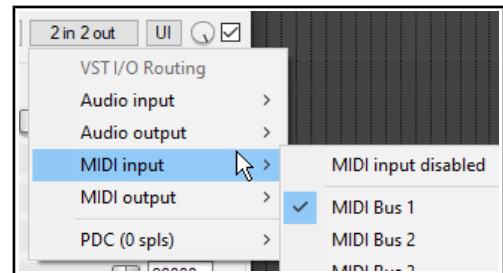 2 in 2 out UI
VST I/O Routing
Audio input
Audio output
MIDI input
MIDI output
PDC (0 spls)
MIDI input disabled
MIDI Bus 1
MIDI Bus 2